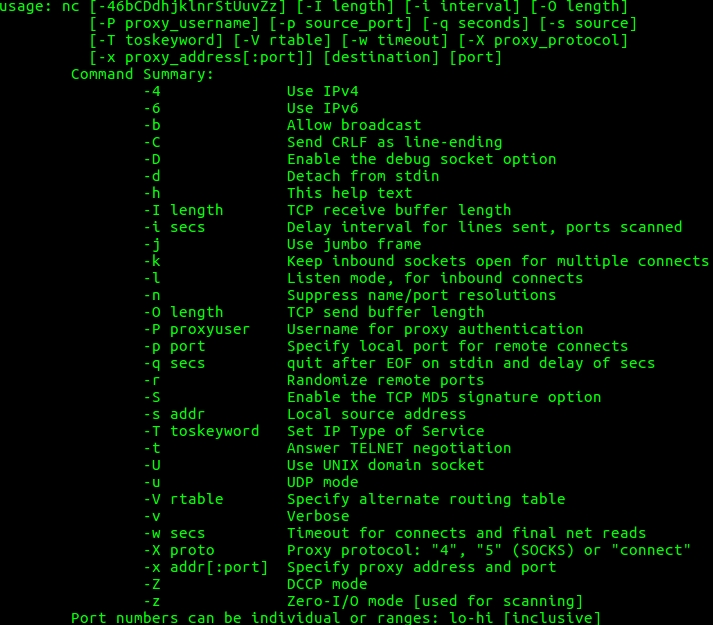 usage: nc [-46bCDdhjklnrStUuvZz] [-I length] [-i interval] [-O length]
[-P proxy_username] [-p source_port] [-q seconds] [-s source]
[-T toskeyword] [-V rtable] [-w timeout] [-X proxy_protocol]
[-x proxy_address[:port]] [destination] [port]
Command Summary:
-4 Use IPv4
-6 Use IPv6
-b Allow broadcast
-C Send CRLF as line-ending
-D Enable the debug socket option
-d Detach from stdin
-h This help text
-I length TCP receive buffer length
-i secs Delay interval for lines sent, ports scanned
-j Use jumbo frame
-k Keep inbound sockets open for multiple connects
-l Listen mode, for inbound connects
-n Suppress name/port resolutions
-O length TCP send buffer length
-P proxyuser Username for proxy authentication
-p port Specify local port for remote connects
-q secs quit after EOF on stdin and delay of secs
-r Randomize remote ports
-S Enable the TCP MD5 signature option
-s addr Local source address
-T toskeyword Set IP Type of Service
-t Answer TELNET negotiation
-U Use UNIX domain socket
-u UDP mode
-V rtable Specify alternate routing table
-v Verbose
-w secs Timeout for connects and final net reads
-X proto Proxy protocol: "4", "5" (SOCKS) or "connect"
-x addr[:port] Specify proxy address and port
-Z DCCP mode
-z Zero-I/O mode [used for scanning]
Port numbers can be individual or ranges: lo-hi [inclusive]